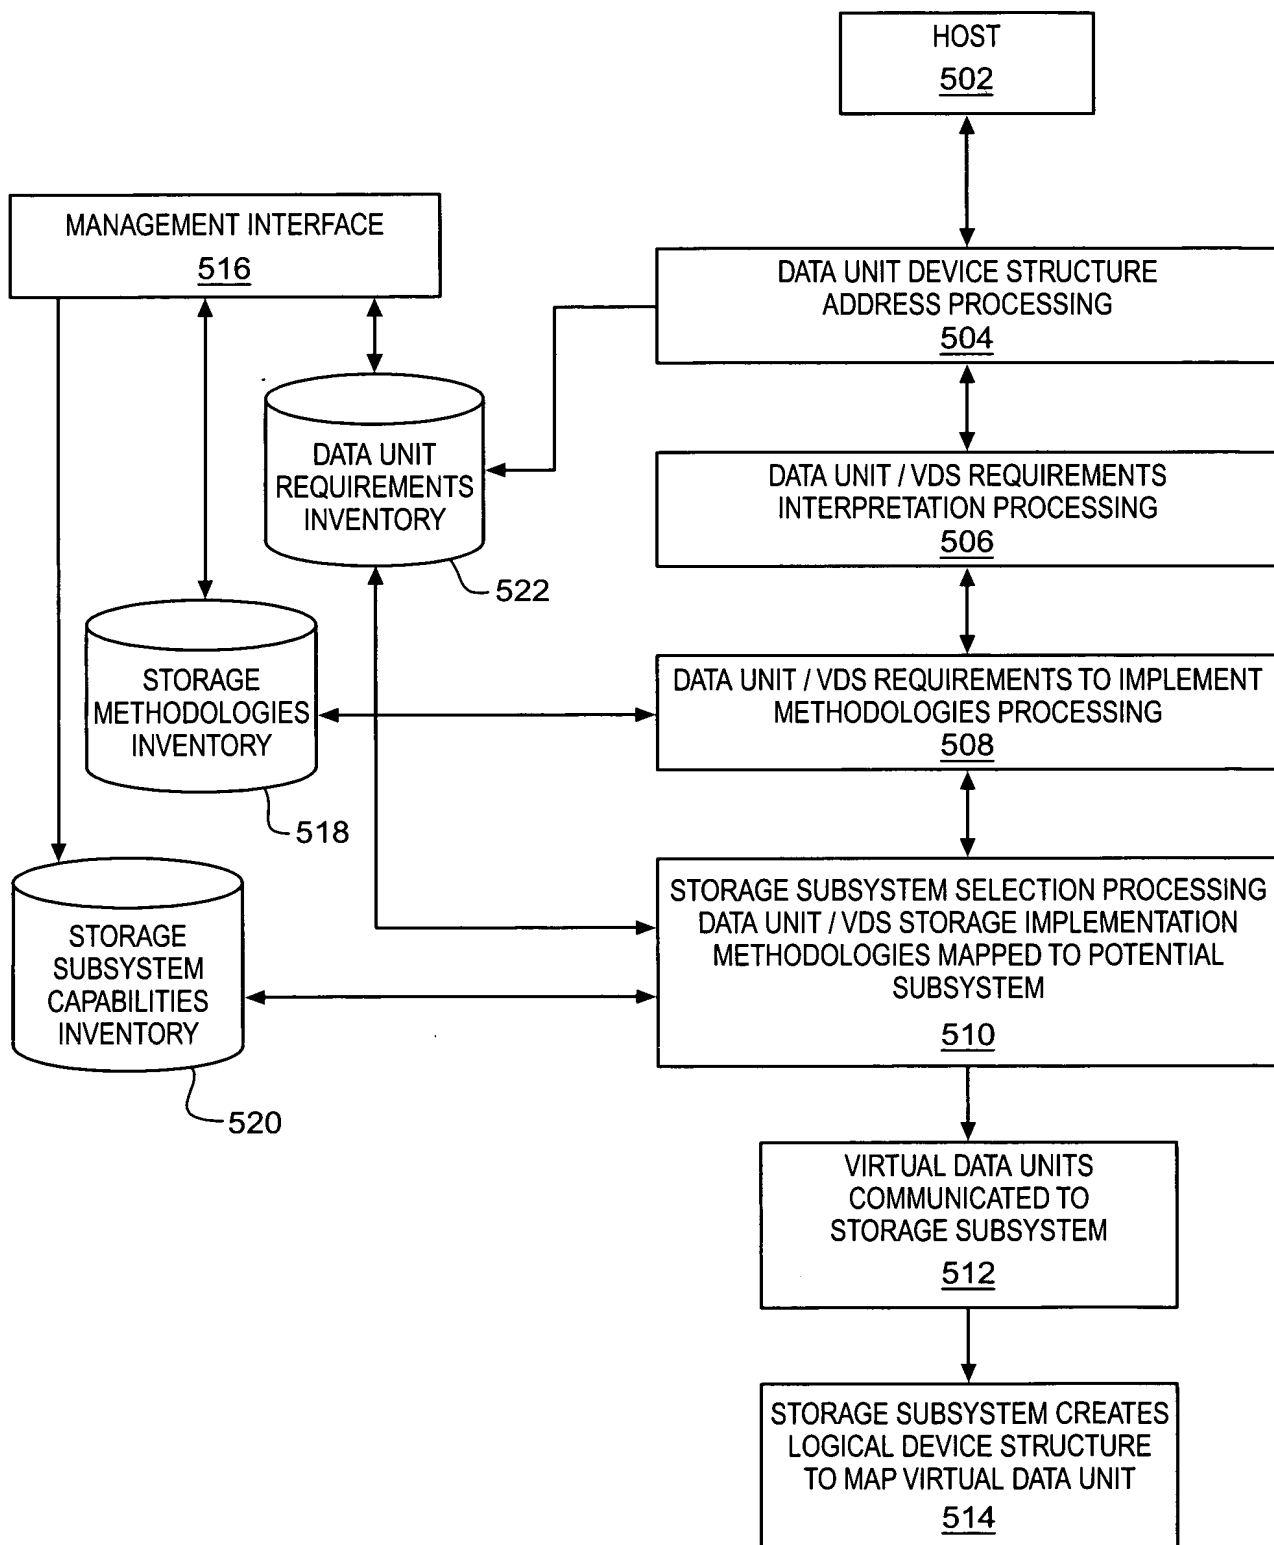 HOST
502
MANAGEMENT INTERFACE
516
DATA UNIT DEVICE STRUCTURE
ADDRESS PROCESSING
504
DATA UNIT
REQUIREMENTS
INVENTORY
522
DATA UNIT / VDS REQUIREMENTS
INTERPRETATION PROCESSING
506
STORAGE
METHODOLOGIES
INVENTORY
518
DATA UNIT / VDS REQUIREMENTS TO IMPLEMENT
METHODOLOGIES PROCESSING
508
STORAGE
SUBSYSTEM
CAPABILITIES
INVENTORY
520
STORAGE SUBSYSTEM SELECTION PROCESSING
DATA UNIT / VDS STORAGE IMPLEMENTATION
METHODOLOGIES MAPPED TO POTENTIAL
SUBSYSTEM
510
VIRTUAL DATA UNITS
COMMUNICATED TO
STORAGE SUBSYSTEM
512
STORAGE SUBSYSTEM CREATES
LOGICAL DEVICE STRUCTURE
TO MAP VIRTUAL DATA UNIT
514